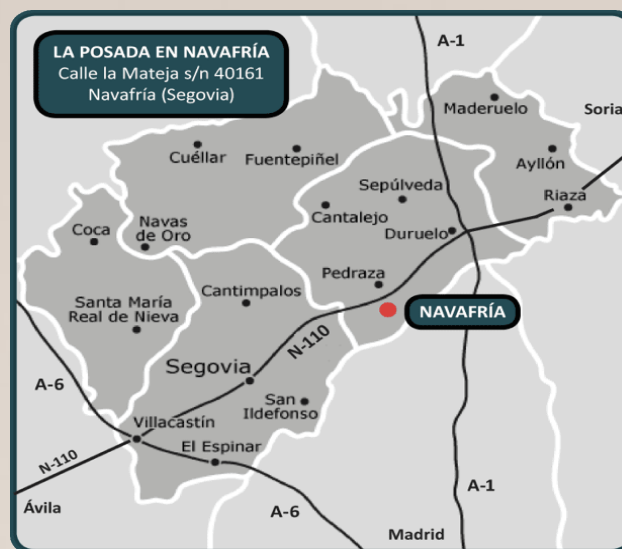 LA POSADA EN NAVAFRÍA
Calle la Mateja s/n 40161
Navafría (Segovia)
A-1
Maderuelo
Soria
Cuéllar
Fuentepiñel
Ayllón
Sepúlveda
Riaza
Cantalejo
Coca
Navas
de Oro
Duruelo
Pedraza
Cantimpalos
Santa María
Real de Nieva
NAVAFRÍA
N-110
Segovia
A-6
San
Ildefonso
Villacastín
El Espinar
N-110
A-1
Ávila
A-6
Madrid